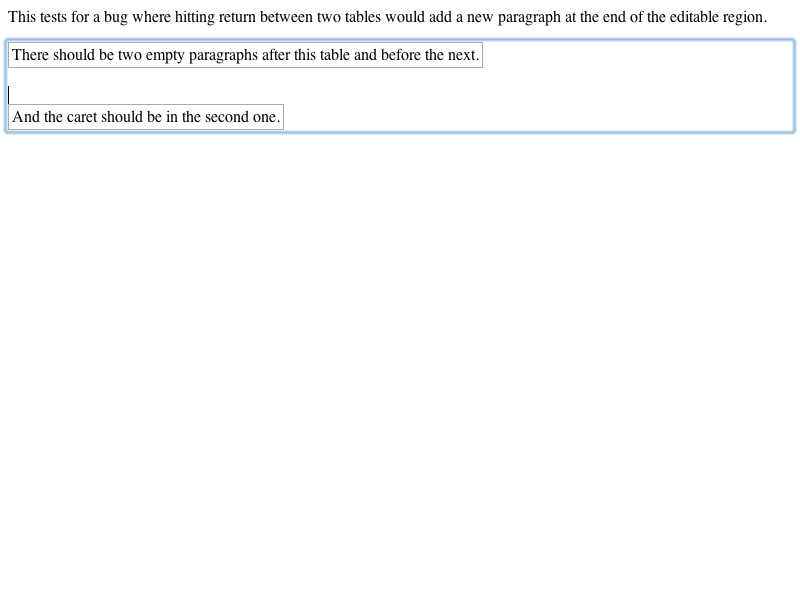 This tests for a bug where hitting return between two tables would add a new paragraph at the end of the editable region.
There should be two empty paragraphs after this table and before the next.
And the caret should be in the second one.